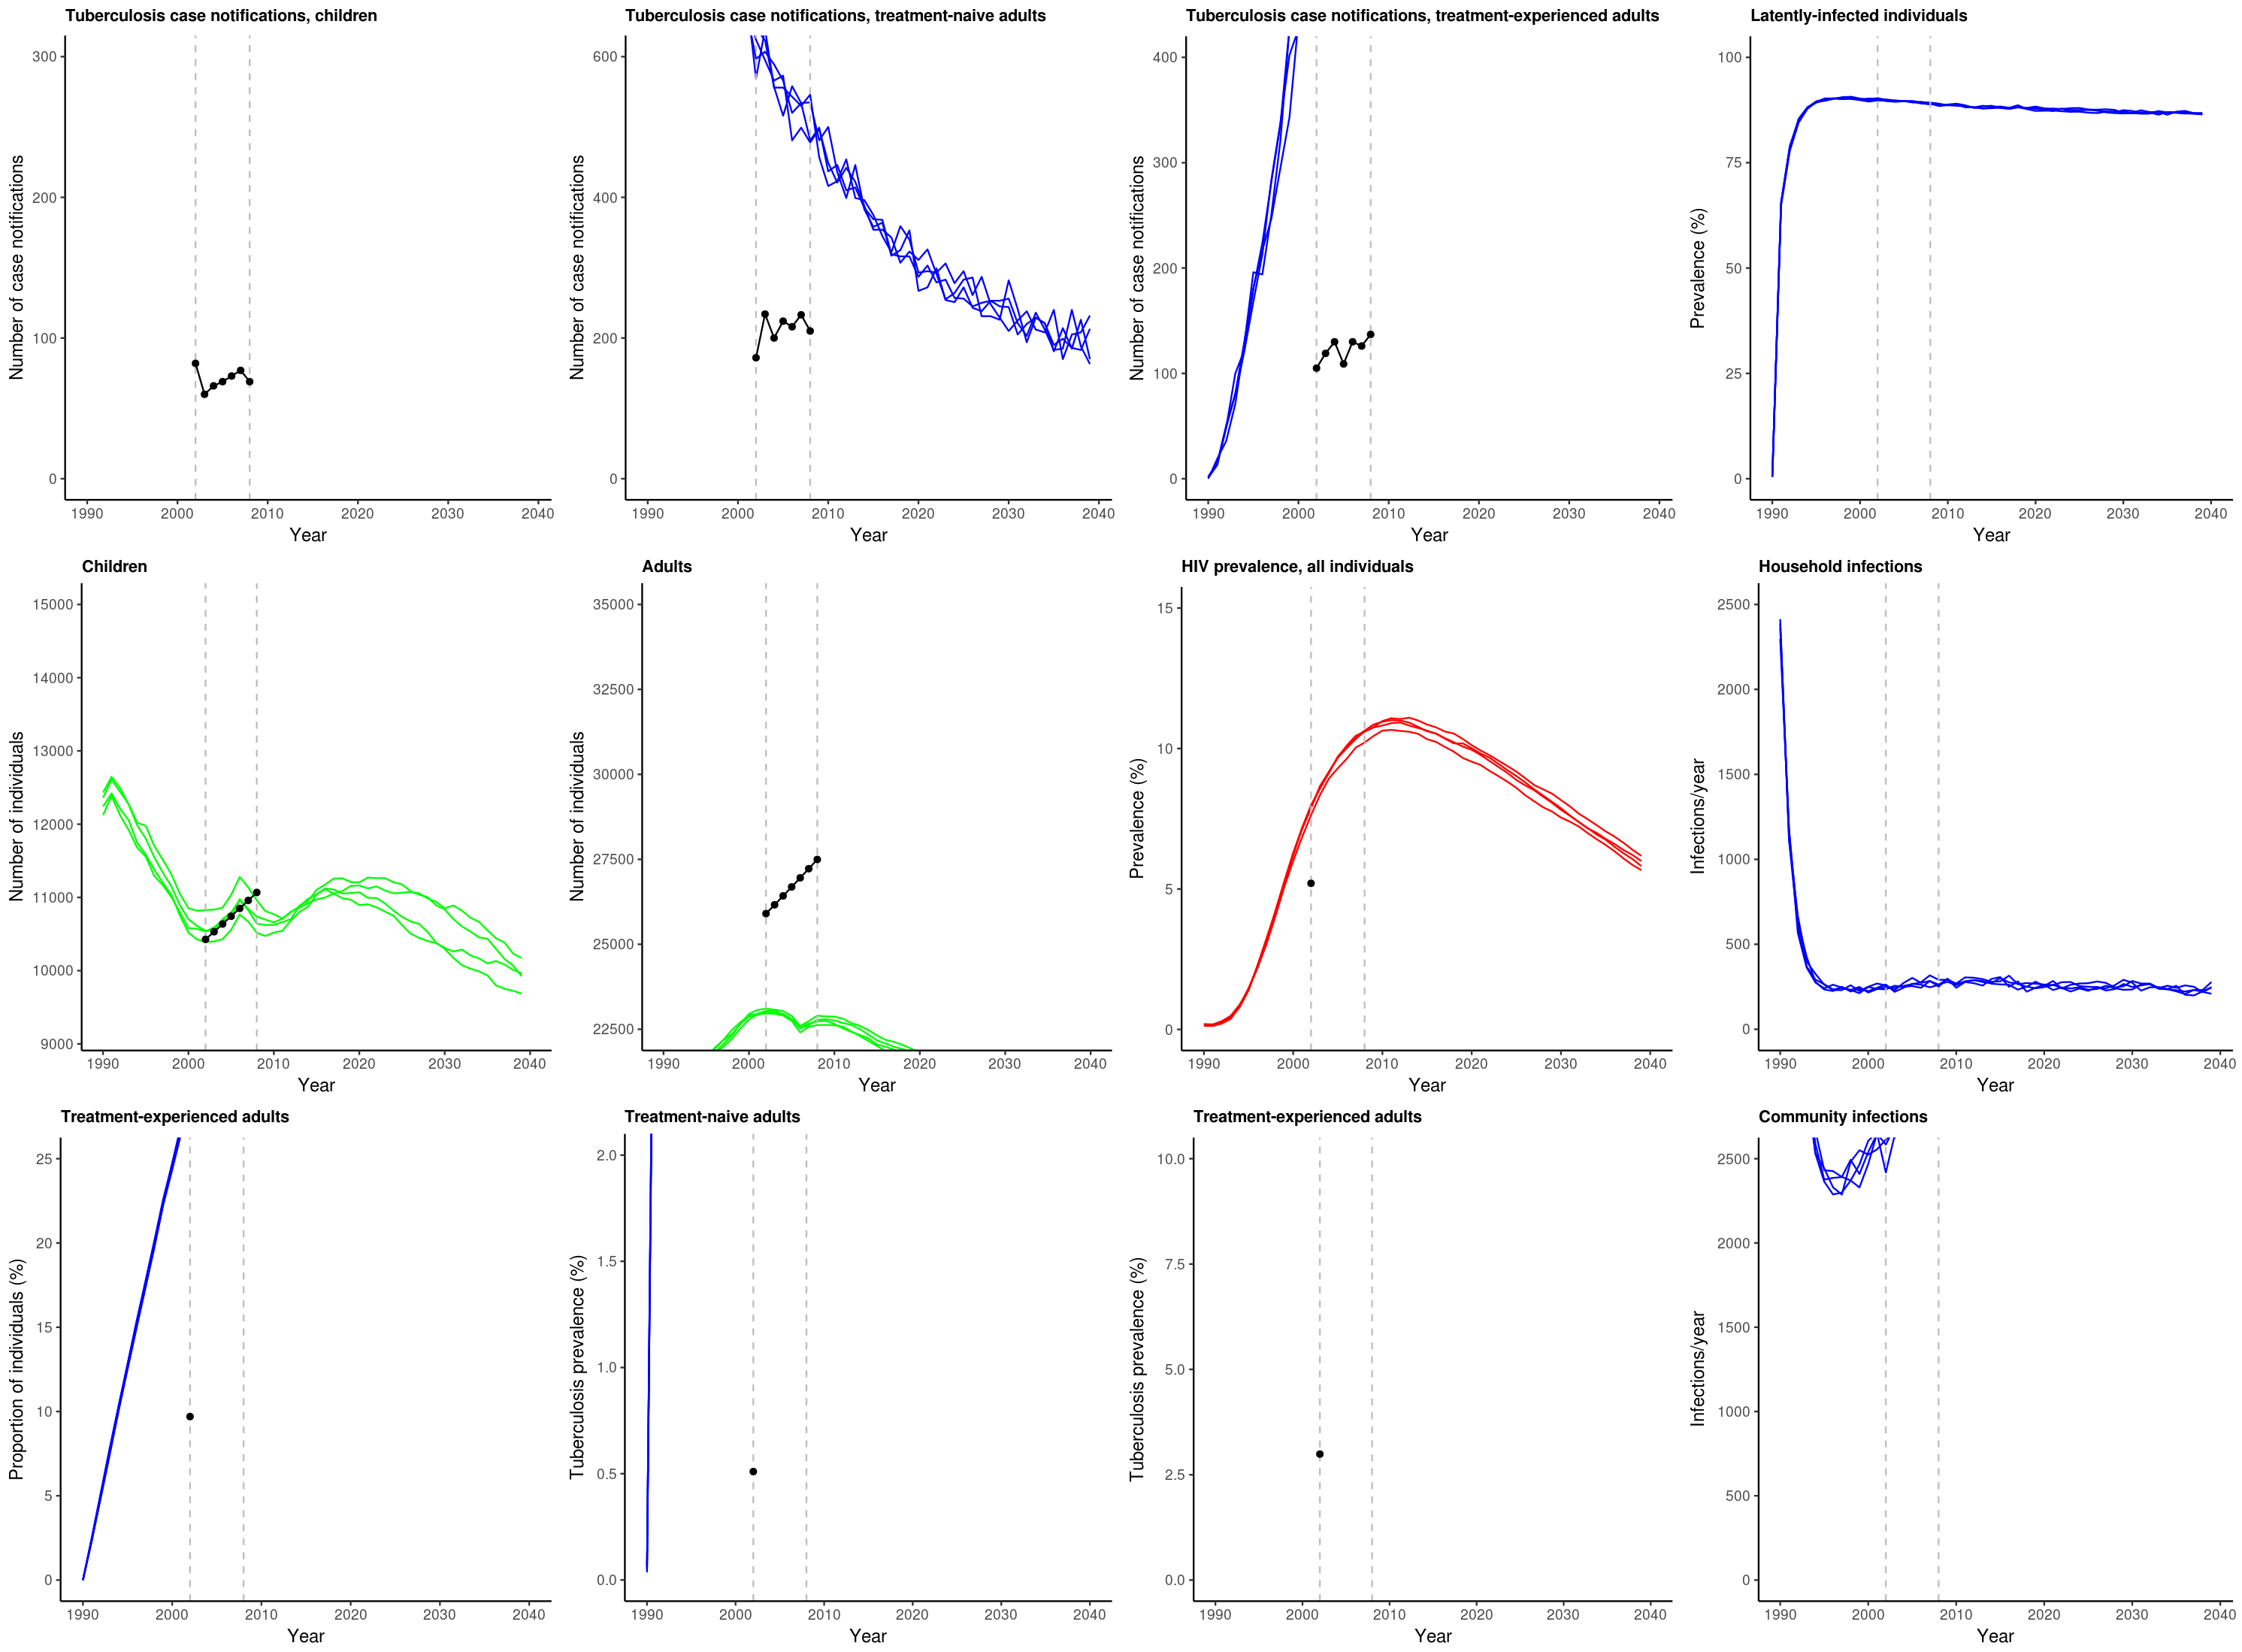 Tuberculosis case notifications, children
Number of case notifications
300
200
100
0
1990 2000 2010 2020 2030 2040
Year
Tuberculosis case notifications, treatment-naive adults
Number of case notifications
600
400
200
0
1990 2000 2010 2020 2030 2040
Year
Tuberculosis case notifications, treatment-experienced adults
Number of case notifications
400
300
200
100
0
1990 2000 2010 2020 2030 2040
Year
Latently-infected individuals
Prevalence (%)
100
75
50
25
0
1990 2000 2010 2020 2030 2040
Year
Children
Number of individuals
15000
14000
13000
12000
11000
10000
9000
1990 2000 2010 2020 2030 2040
Year
Adults
Number of individuals
35000
32500
30000
27500
25000
22500
1990 2000 2010 2020 2030 2040
Year
HIV prevalence, all individuals
Prevalence (%)
15
10
5
0
1990 2000 2010 2020 2030 2040
Year
Household infections
Infections/year
2500
2000
1500
1000
500
0
1990 2000 2010 2020 2030 2040
Year
Treatment-experienced adults
Proportion of individuals (%)
25
20
15
10
5
0
1990 2000 2010 2020 2030 2040
Year
Treatment-naive adults
Tuberculosis prevalence (%)
2.0
1.5
1.0
0.5
0.0
1990 2000 2010 2020 2030 2040
Year
Treatment-experienced adults
Tuberculosis prevalence (%)
10.0
7.5
5.0
2.5
0.0
1990 2000 2010 2020 2030 2040
Year
Community infections
Infections/year
2500
2000
1500
1000
500
0
1990 2000 2010 2020 2030 2040
Year